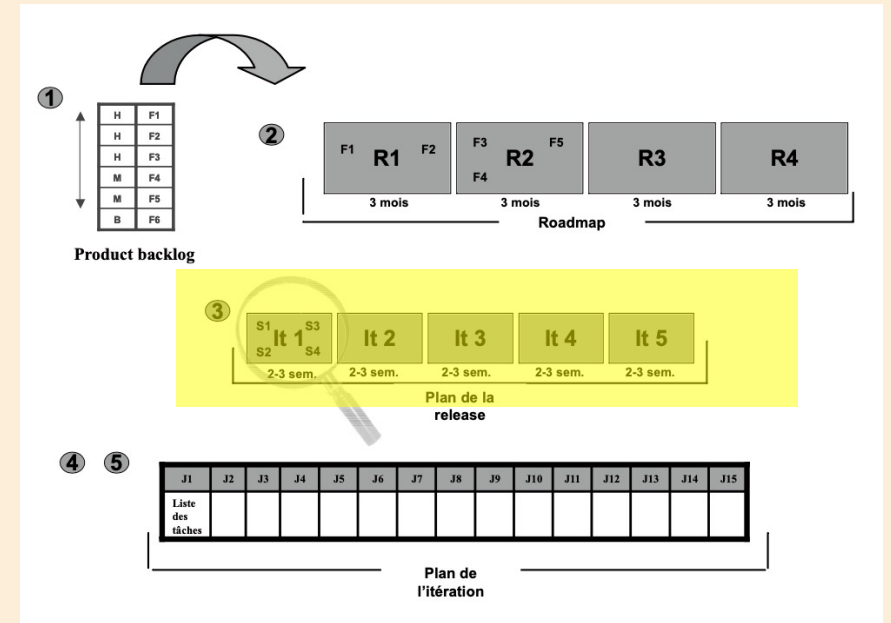 1
H F1
H F2
H F3
M F4
M F5
B F6
Product backlog
2
F1 R1 F2
F3 R2 F5
F4
R3
R4
3 mois 3 mois 3 mois 3 mois
Roadmap
3
S1 It 1 S3
S2 S4
It 2
It 3
It 4
It 5
2-3 sem. 2-3 sem. 2-3 sem. 2-3 sem. 2-3 sem.
Plan de la
release
4 5
J1 J2 J3 J4 J5 J6 J7 J8 J9 J10 J11 J12 J13 J14 J15
Liste
des
tâches
Plan de
l’itération